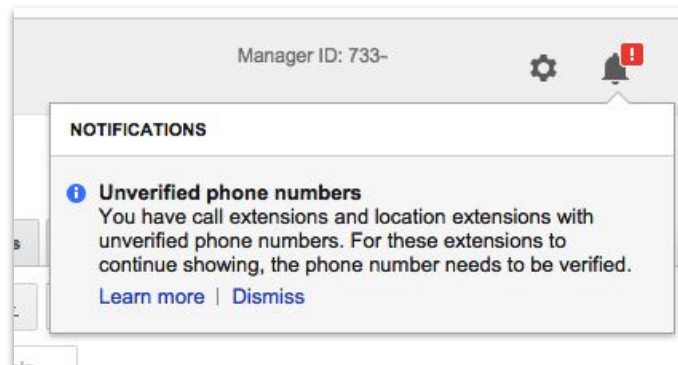 Manager ID: 733-
!
NOTIFICATIONS
Unverified phone numbers
You have call extensions and location extensions with
unverified phone numbers. For these extensions to
continue showing, the phone number needs to be verified.
Learn more | Dismiss
s